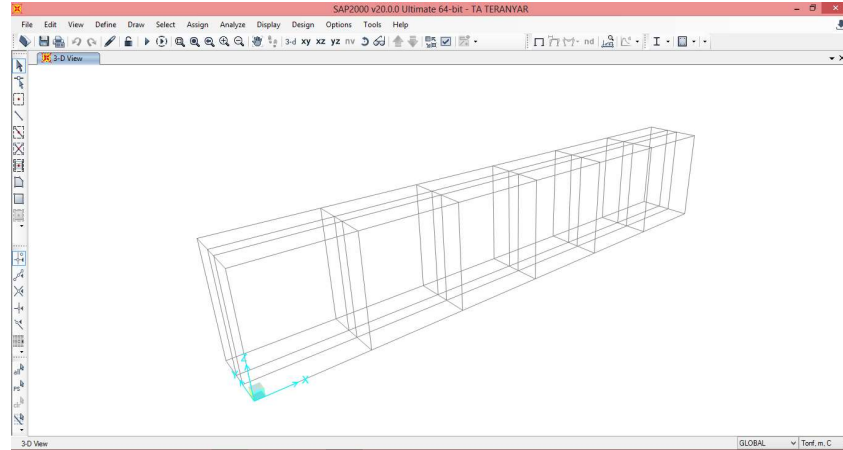 SAP2000 v20.0.0 Ultimate 64-bit - TA TERANYAR
File Edit View Define Draw Select Assign Analyze Display Design Options Tools Help
3-d xy xz yz nv nd
3-D View
Z
Y
X
3-D View GLOBAL Tonf, m, C